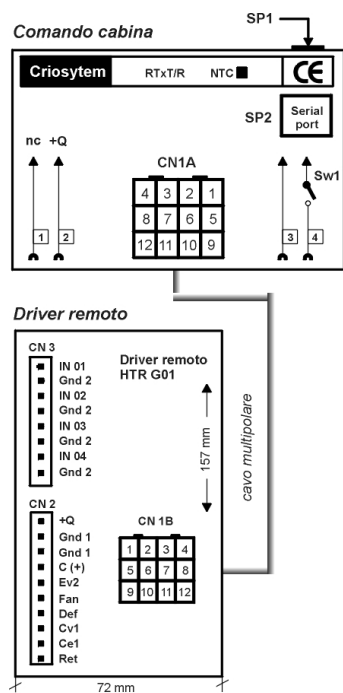 SP1
Comando cabina
Criosytem RTxT/R NTC CE
SP2 Serial port
nc +Q
CN1A
Sw1
4 3 2 1
8 7 6 5
12 11 10 9
1 2 3 4
Driver remoto
CN 3
IN 01
Gnd 2
IN 02
Gnd 2
IN 03
Gnd 2
IN 04
Gnd 2
Driver remoto
HTR G01
157 mm
cavo multipolare
CN 2
+Q
Gnd 1
Gnd 1
C (+)
Ev2
Fan
Def
Cv1
Ce1
Ret
CN 1B
1 2 3 4
5 6 7 8
9 10 11 12
72 mm